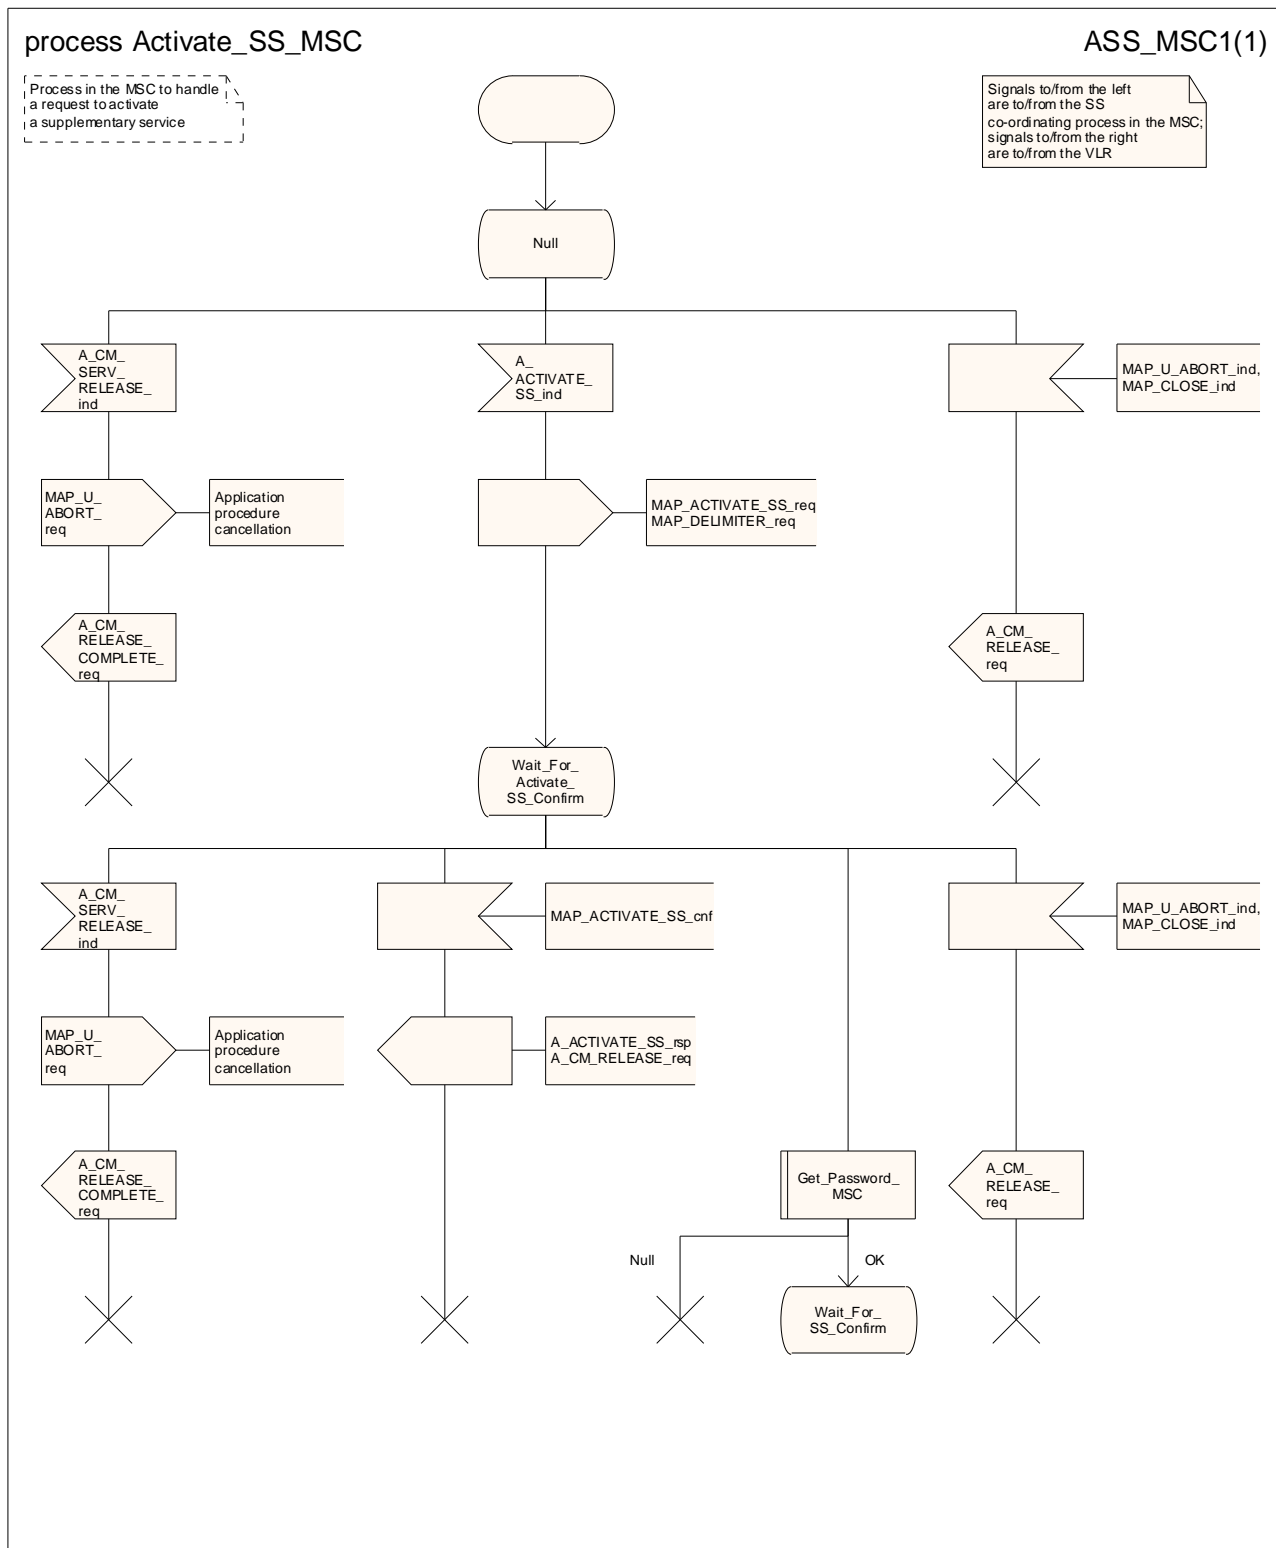 process Activate_SS_MSC
ASS_MSC1(1)
Process in the MSC to handle
a request to activate
a supplementary service
Signals to/from the left
are to/from the SS
co-ordinating process in the MSC;
signals to/from the right
are to/from the VLR
Null
A_CM_
SERV_
RELEASE_
ind
A_
ACTIVATE_
SS_ind
MAP_U_ABORT_ind,
MAP_CLOSE_ind
MAP_U_
ABORT_
req
Application
procedure
cancellation
MAP_ACTIVATE_SS_req
MAP_DELIMITER_req
A_CM_
RELEASE_
COMPLETE_
req
A_CM_
RELEASE_
req
Wait_For_
Activate_
SS_Confirm
A_CM_
SERV_
RELEASE_
ind
MAP_ACTIVATE_SS_cnf
MAP_U_ABORT_ind,
MAP_CLOSE_ind
MAP_U_
ABORT_
req
Application
procedure
cancellation
A_ACTIVATE_SS_rsp
A_CM_RELEASE_req
A_CM_
RELEASE_
COMPLETE_
req
Get_Password_
MSC
A_CM_
RELEASE_
req
Null
OK
Wait_For_
SS_Confirm